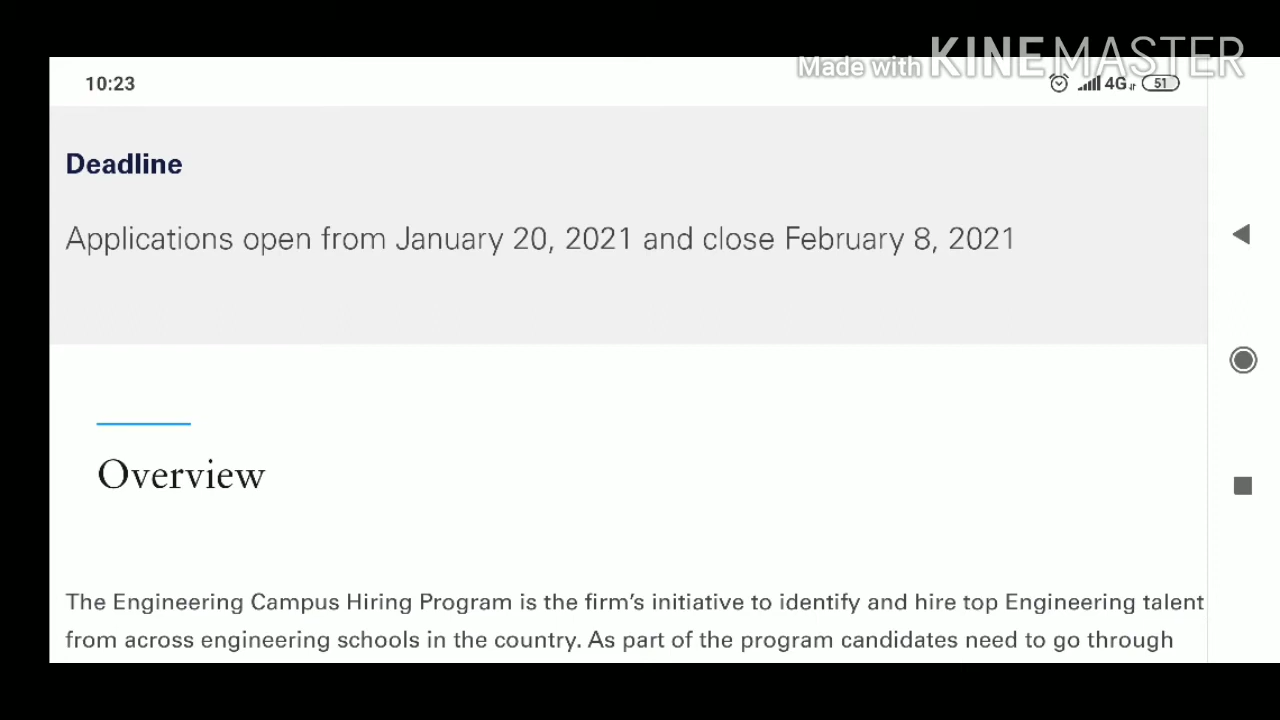 Made with KINEMASTER
10:23
4G 51
Deadline
Applications open from January 20, 2021 and close February 8, 2021
Overview
The Engineering Campus Hiring Program is the firm’s initiative to identify and hire top Engineering talent
from across engineering schools in the country. As part of the program candidates need to go through